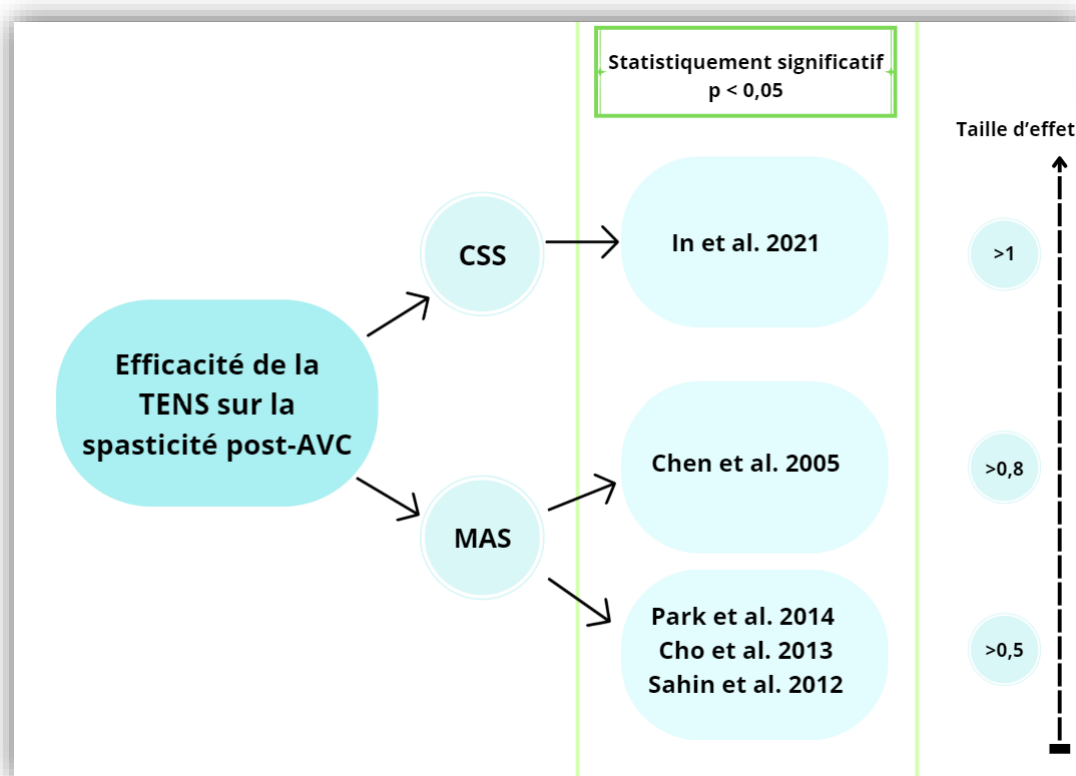 Statistiquement significatif
p < 0,05
Taille d’effet
CSS
In et al. 2021
>1
Efficacité de la
TENS sur la
spasticité post-AVC
MAS
Chen et al. 2005
>0,8
Park et al. 2014
Cho et al. 2013
Sahin et al. 2012
>0,5